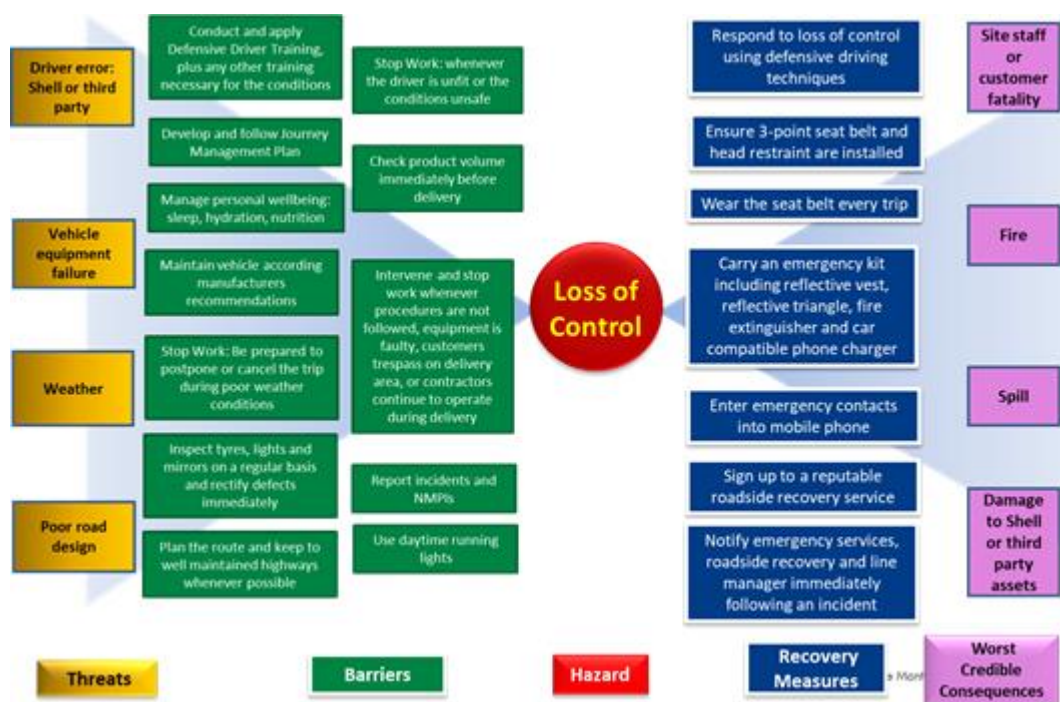 Driver error:
Shell or third
party
Vehicle
equipment
failure
Weather
Poor road
design
Conduct and apply
Defensive Driver Training,
plus any other training
necessary for the conditions
Develop and follow Journey
Management Plan
Manage personal wellbeing:
sleep, hydration, nutrition
Maintain vehicle according
manufacturers
recommendations
Stop Work: Be prepared to
postpone or cancel the trip
during poor weather
conditions
Inspect tyres, lights and
mirrors on a regular basis
and rectify defects
immediately
Plan the route and keep to
well maintained highways
whenever possible
Stop Work: whenever
the driver is unfit or the
conditions unsafe
Check product volume
immediately before
delivery
Intervene and stop
work whenever
procedures are not
followed, equipment is
faulty, customers
trespass on delivery
area, or contractors
continue to operate
during delivery
Report incidents and
NMPIs
Use daytime running
lights
Loss of
Control
Respond to loss of control
using defensive driving
techniques
Ensure 3-point seat belt and
head restraint are installed
Wear the seat belt every trip
Carry an emergency kit
including reflective vest,
reflective triangle, fire
extinguisher and car
compatible phone charger
Enter emergency contacts
into mobile phone
Sign up to a reputable
roadside recovery service
Notify emergency services,
roadside recovery and line
manager immediately
following an incident
Site staff
or
customer
fatality
Fire
Spill
Damage
to Shell
or third
party
assets
Threats
Barriers
Hazard
Recovery
Measures
Worst
Credible
Consequences